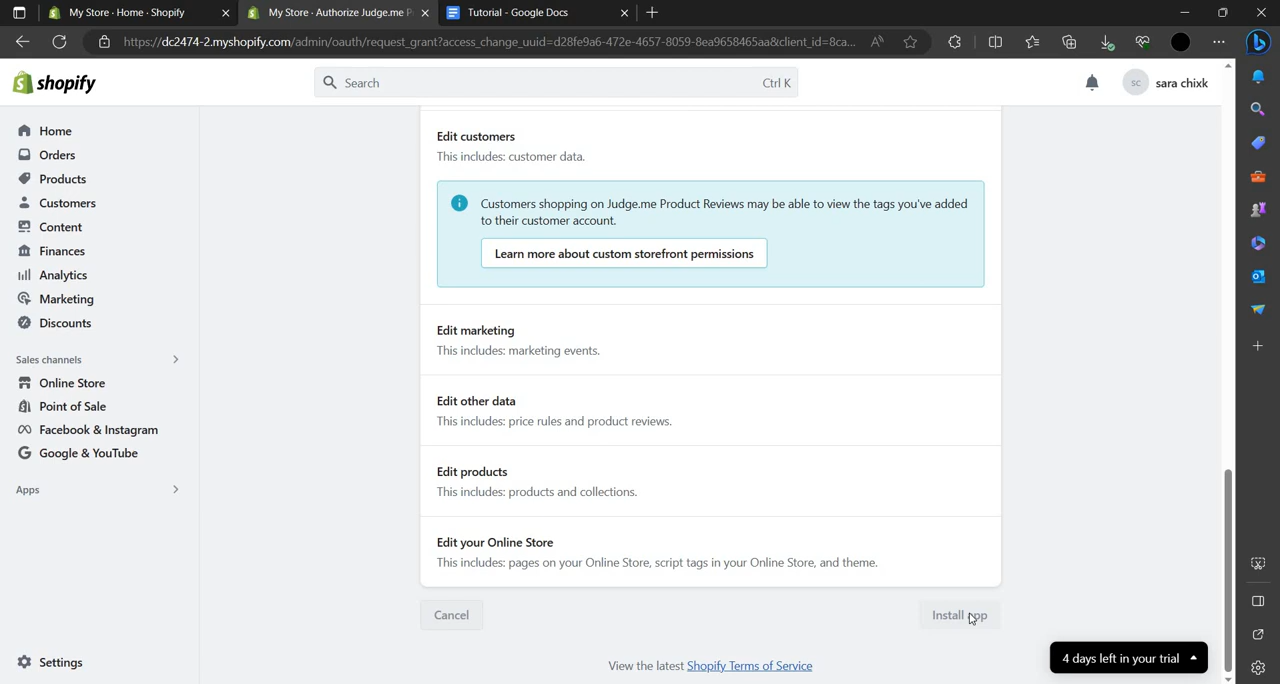 My Store · Home · Shopify
My Store · Authorize Judge.me P
Tutorial - Google Docs
https://dc2474-2.myshopify.com/admin/oauth/request_grant?access_change_uuid=d28fe9a6-472e-4657-8059-8ea9658465aa&client_id=8ca...
shopify
Search
Ctrl K
sc
sara chixk
Home
Orders
Products
Customers
Content
Finances
Analytics
Marketing
Discounts
Sales channels
Online Store
Point of Sale
Facebook & Instagram
Google & YouTube
Apps
Settings
Edit customers
This includes: customer data.
Customers shopping on Judge.me Product Reviews may be able to view the tags you've added
to their customer account.
Learn more about custom storefront permissions
Edit marketing
This includes: marketing events.
Edit other data
This includes: price rules and product reviews.
Edit products
This includes: products and collections.
Edit your Online Store
This includes: pages on your Online Store, script tags in your Online Store, and theme.
Cancel
Install app
View the latest Shopify Terms of Service
4 days left in your trial